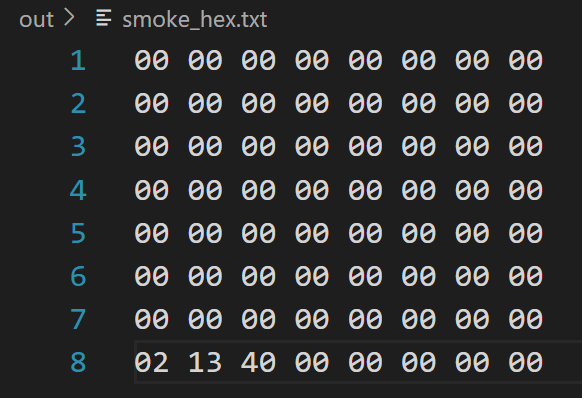 out > smoke_hex.txt
1 00 00 00 00 00 00 00 00
2 00 00 00 00 00 00 00 00
3 00 00 00 00 00 00 00 00
4 00 00 00 00 00 00 00 00
5 00 00 00 00 00 00 00 00
6 00 00 00 00 00 00 00 00
7 00 00 00 00 00 00 00 00
8 02 13 40 00 00 00 00 00